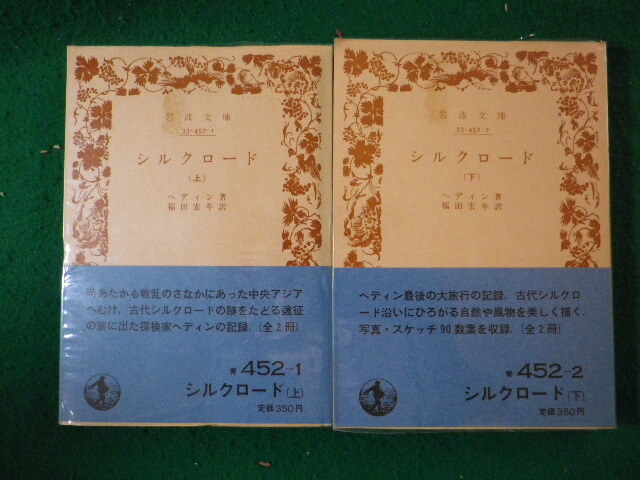 岩波文庫
33-452-1
シルクロード
(上)
ヘディン著
福田宏年訳
時あたかも戦乱のさなかにあった中央アジア
へむけ、古代シルクロードの跡をたどる遠征
の旅に出た探検家ヘディンの記録. (全2冊)
青 452-1
シルクロード(上)
定価350円
岩波文庫
33-452-2
シルクロード
(下)
ヘディン著
福田宏年訳
ヘディン最後の大旅行の記録. 古代シルクロ
ード沿いにひろがる自然や風物を美しく描く.
写真・スケッチ90数葉を収録. (全2冊)
青 452-2
シルクロード(下)
定価350円